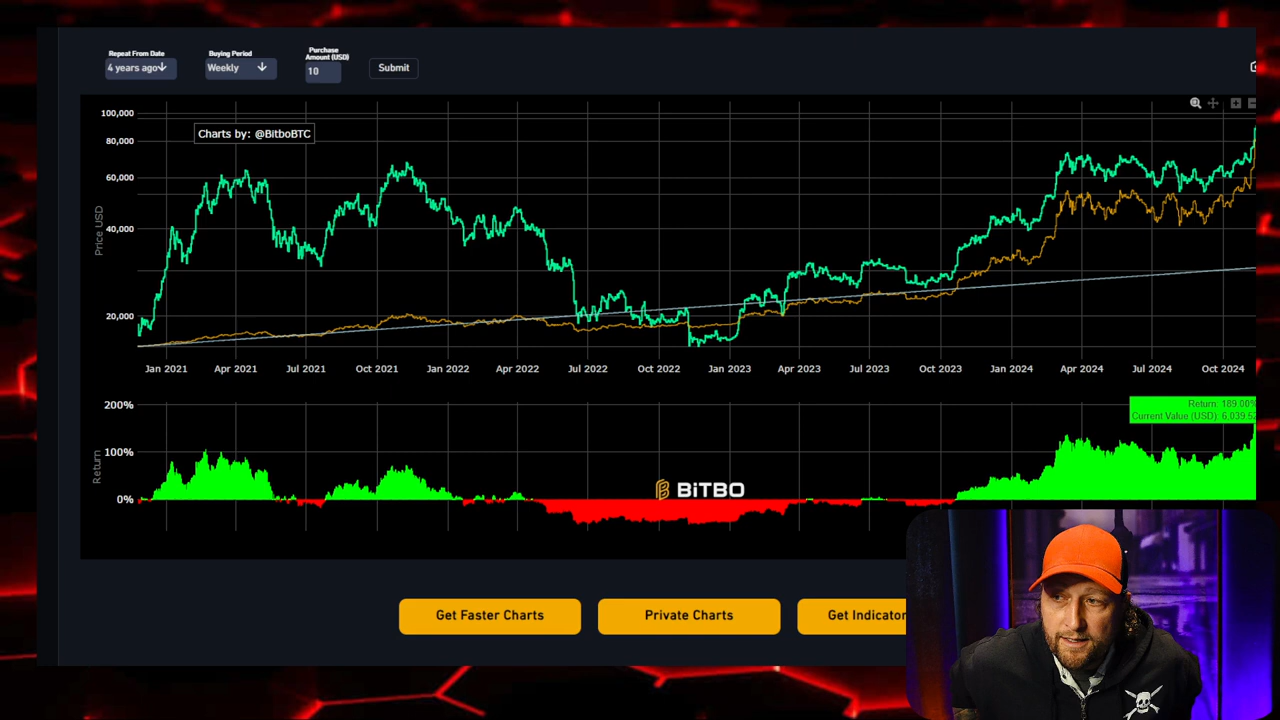 Repeat From Date
Buying Period
Purchase
Amount (USD)
4 years ago
Weekly
10
Submit
100,000
80,000
60,000
40,000
20,000
Price USD
Charts by: @BitboBTC
Jan 2021
Apr 2021
Jul 2021
Oct 2021
Jan 2022
Apr 2022
Jul 2022
Oct 2022
Jan 2023
Apr 2023
Jul 2023
Oct 2023
Jan 2024
Apr 2024
Jul 2024
Oct 2024
200%
100%
0%
Return
Return: 189.00%
Current Value (USD): 6,039.52
BiTBO
Get Faster Charts
Private Charts
Get Indicator